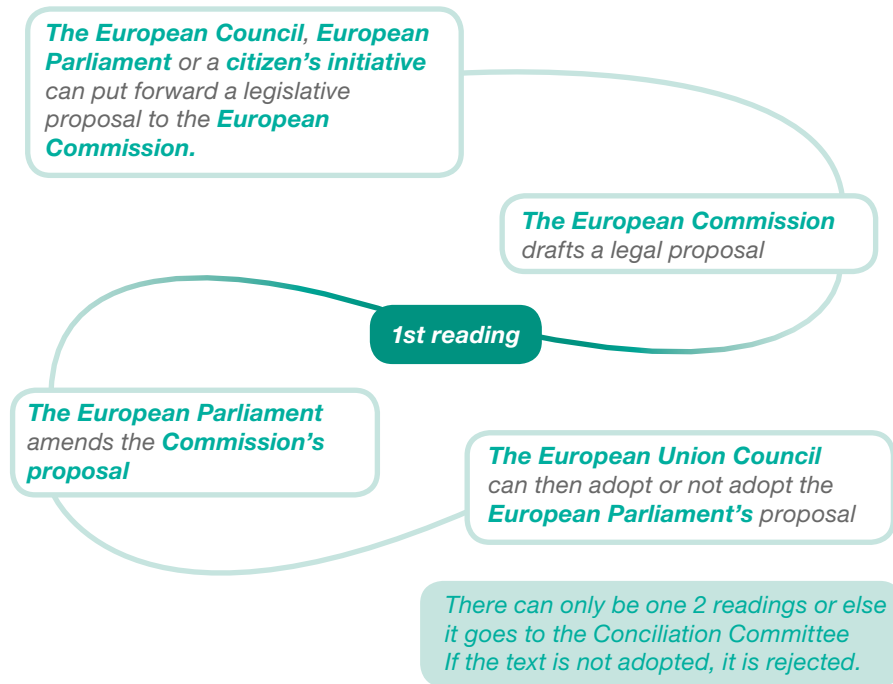 The European Council, European
Parliament or a citizen’s initiative
can put forward a legislative
proposal to the European
Commission.
The European Commission
drafts a legal proposal
1st reading
The European Parliament
amends the Commission’s
proposal
The European Union Council
can then adopt or not adopt the
European Parliament’s proposal
There can only be one 2 readings or else
it goes to the Conciliation Committee
If the text is not adopted, it is rejected.